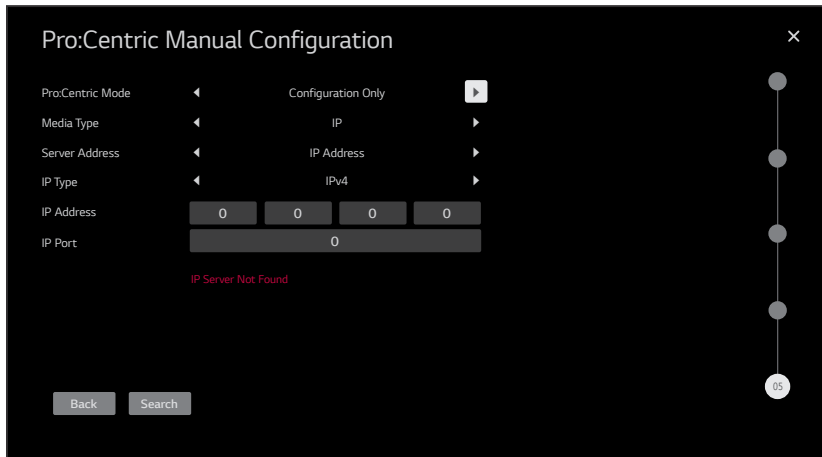 Pro:Centric Manual Configuration
Pro:Centric Mode Configuration Only
Media Type IP
Server Address IP Address
IP Type IPv4
IP Address 0 0 0 0
IP Port 0
IP Server Not Found
05
Back Search